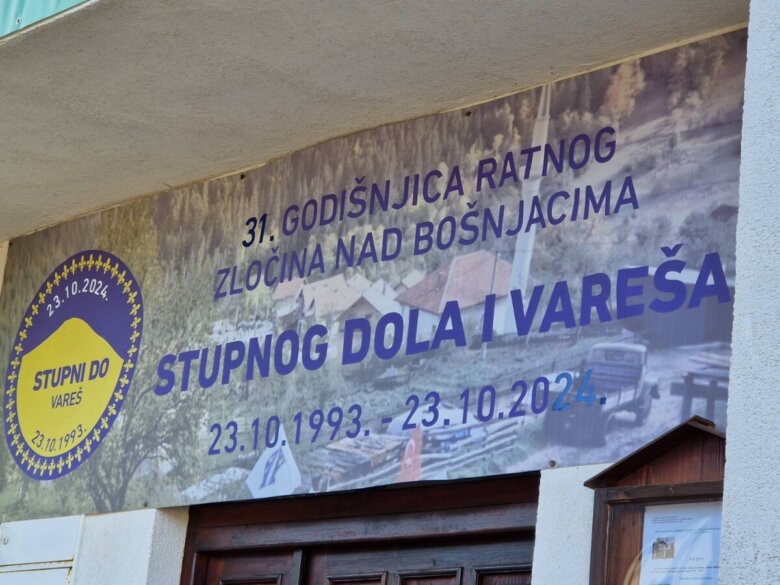 31. GODIŠNJICA RATNOG
ZLOČINA NAD BOŠNJACIMA
STUPNOG DOLA I VAREŠA
23.10.1993. - 23.10.2024.
23.10.2024.
STUPNI DO
VAREŠ
23.10.1993.